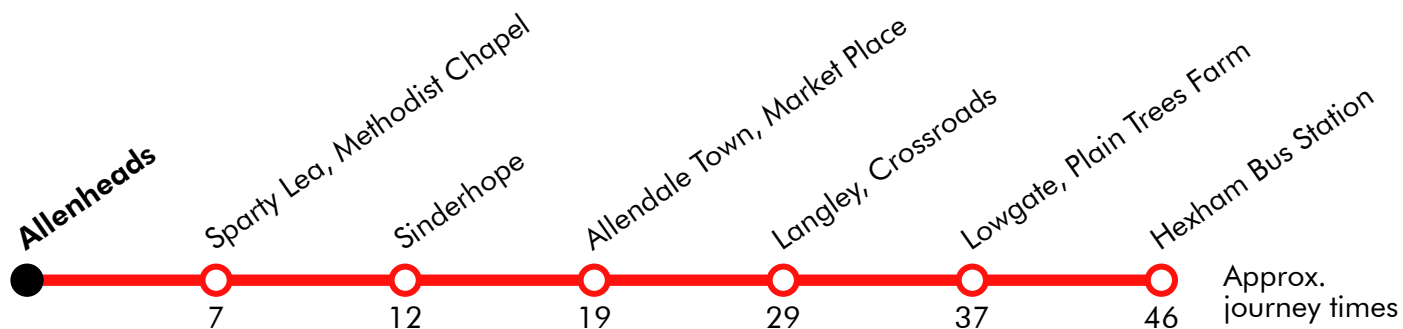 Allenheads
Sparty Lea, Methodist Chapel
Sinderhope
Allendale Town, Market Place
Langley, Crossroads
Lowgate, Plain Trees Farm
Hexham Bus Station
7
12
19
29
37
46
Approx.
journey times